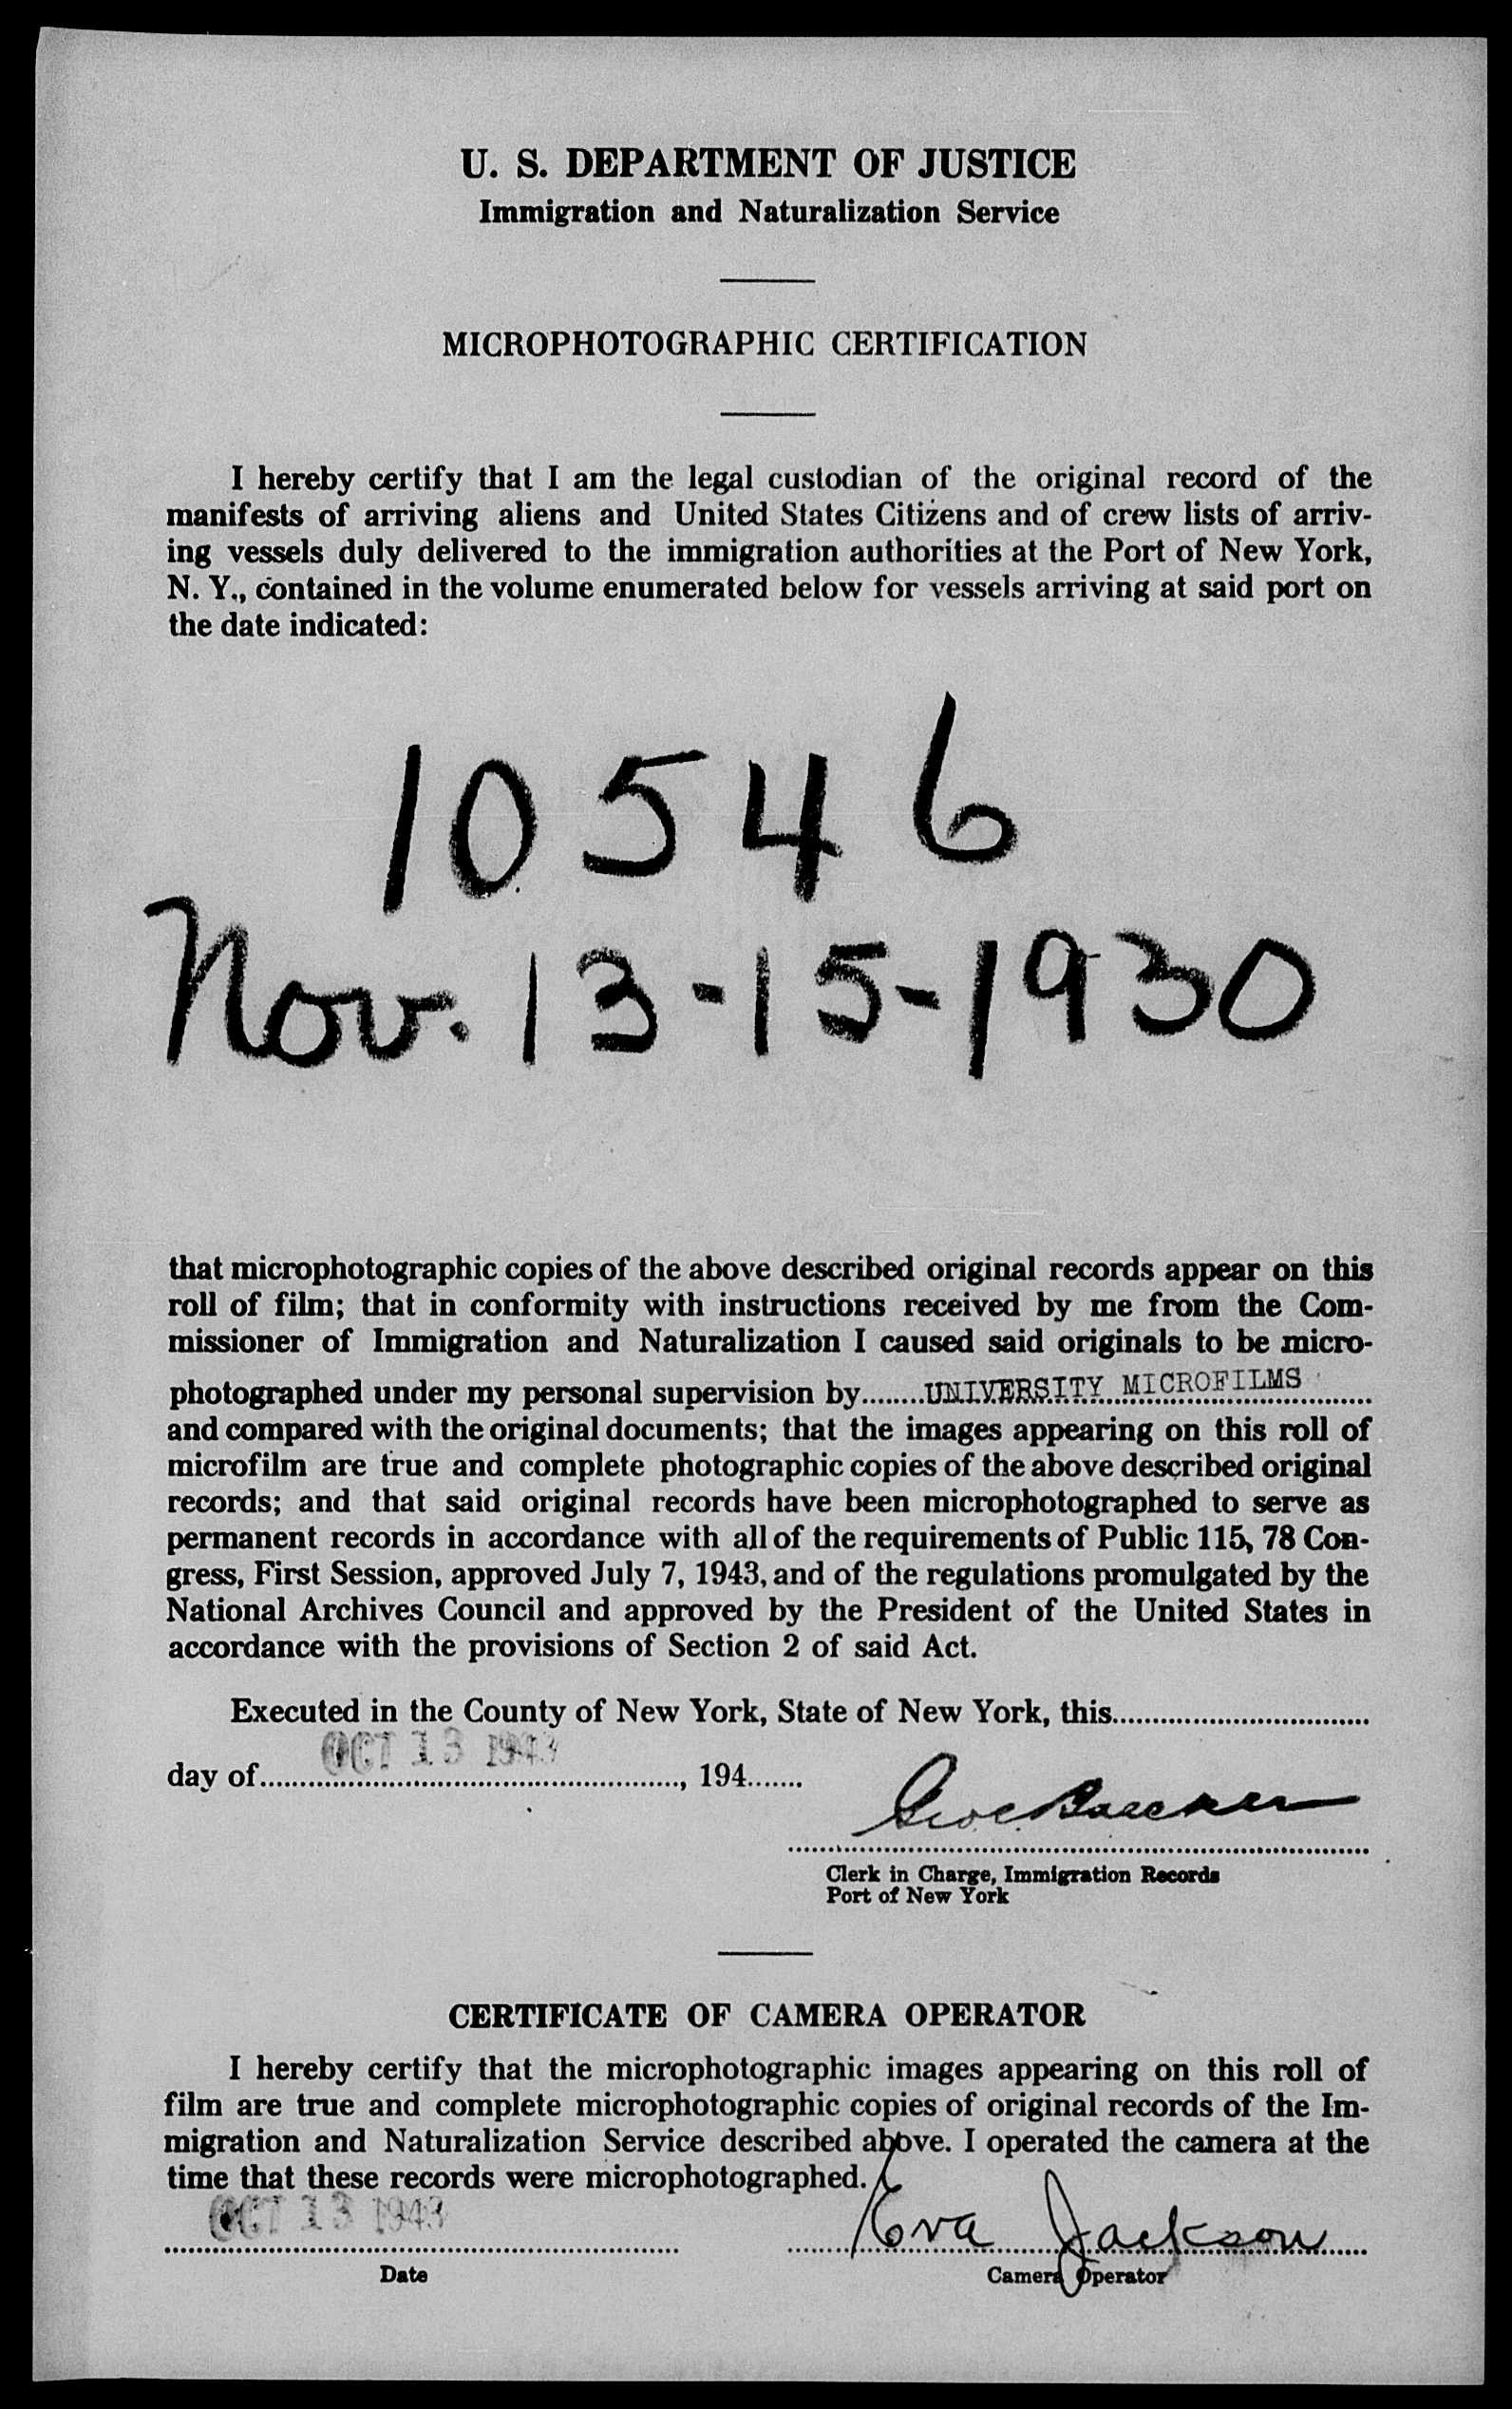 U. S. DEPARTMENT OF JUSTICE
Immigration and Naturalization Service
MICROPHOTOGRAPHIC CERTIFICATION
I hereby certify that I am the legal custodian of the original record of the
manifests of arriving aliens and United States Citizens and of crew lists of arriv-
ing vessels duly delivered to the immigration authorities at the Port of New York,
N. Y., contained in the volume enumerated below for vessels arriving at said port on
the date indicated:
10546
Nov. 13-15-1930
that microphotographic copies of the above described original records appear on this
roll of film; that in conformity with instructions received by me from the Com-
missioner of Immigration and Naturalization I caused said originals to be micro-
photographed under my personal supervision by........UNIVERSITY MICROFILMS........
and compared with the original documents; that the images appearing on this roll of
microfilm are true and complete photographic copies of the above described original
records; and that said original records have been microphotographed to serve as
permanent records in accordance with all of the requirements of Public 115, 78 Con-
gress, First Session, approved July 7, 1943, and of the regulations promulgated by the
National Archives Council and approved by the President of the United States in
accordance with the provisions of Section 2 of said Act.
Executed in the County of New York, State of New York, this................................
OCT 13 1943
day of...................................................., 194.......
Clerk in Charge, Immigration Records
Port of New York
CERTIFICATE OF CAMERA OPERATOR
I hereby certify that the microphotographic images appearing on this roll of
film are true and complete microphotographic copies of original records of the Im-
migration and Naturalization Service described above. I operated the camera at the
time that these records were microphotographed.
OCT 13 1943 Eva Jackson
Date Camera Operator